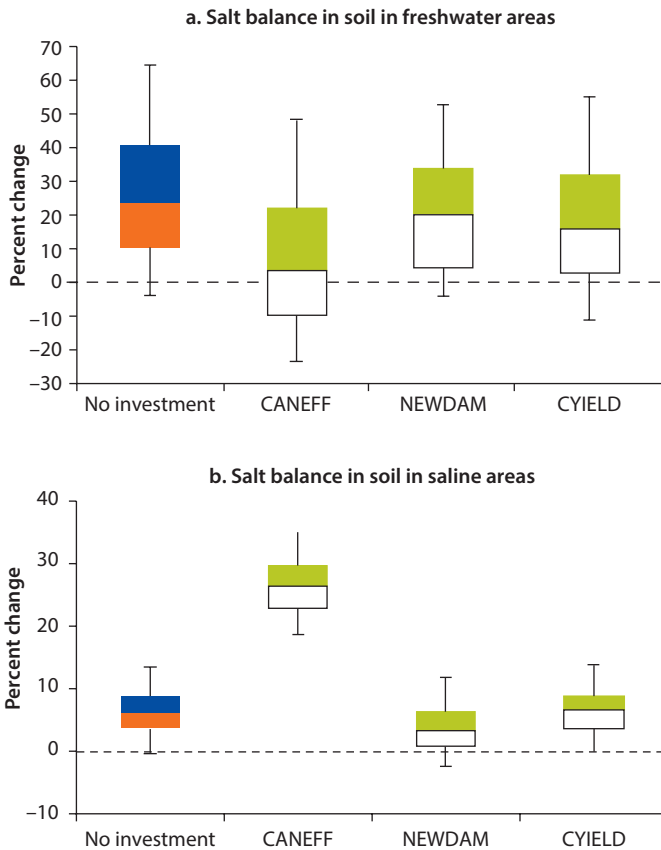 a. Salt balance in soil in freshwater areas
Percent change
70
60
50
40
30
20
10
0
–10
–20
–30
No investment CANEFF NEWDAM CYIELD
b. Salt balance in soil in saline areas
Percent change
40
30
20
10
0
–10
No investment CANEFF NEWDAM CYIELD